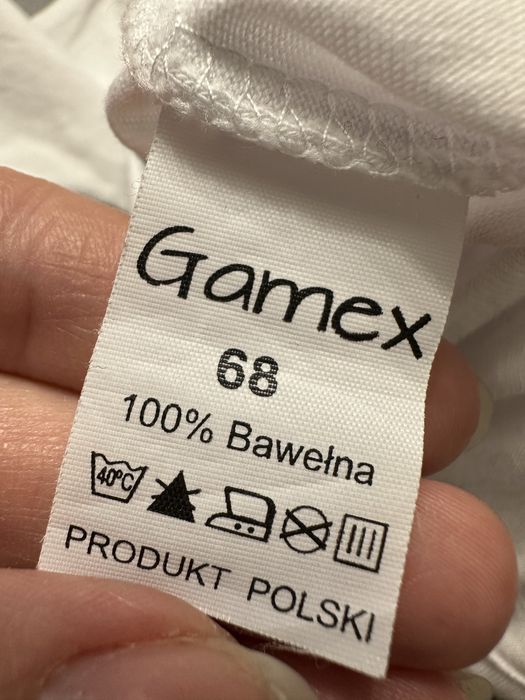 Gamex
68
100% Bawełna
40°C
PRODUKT POLSKI